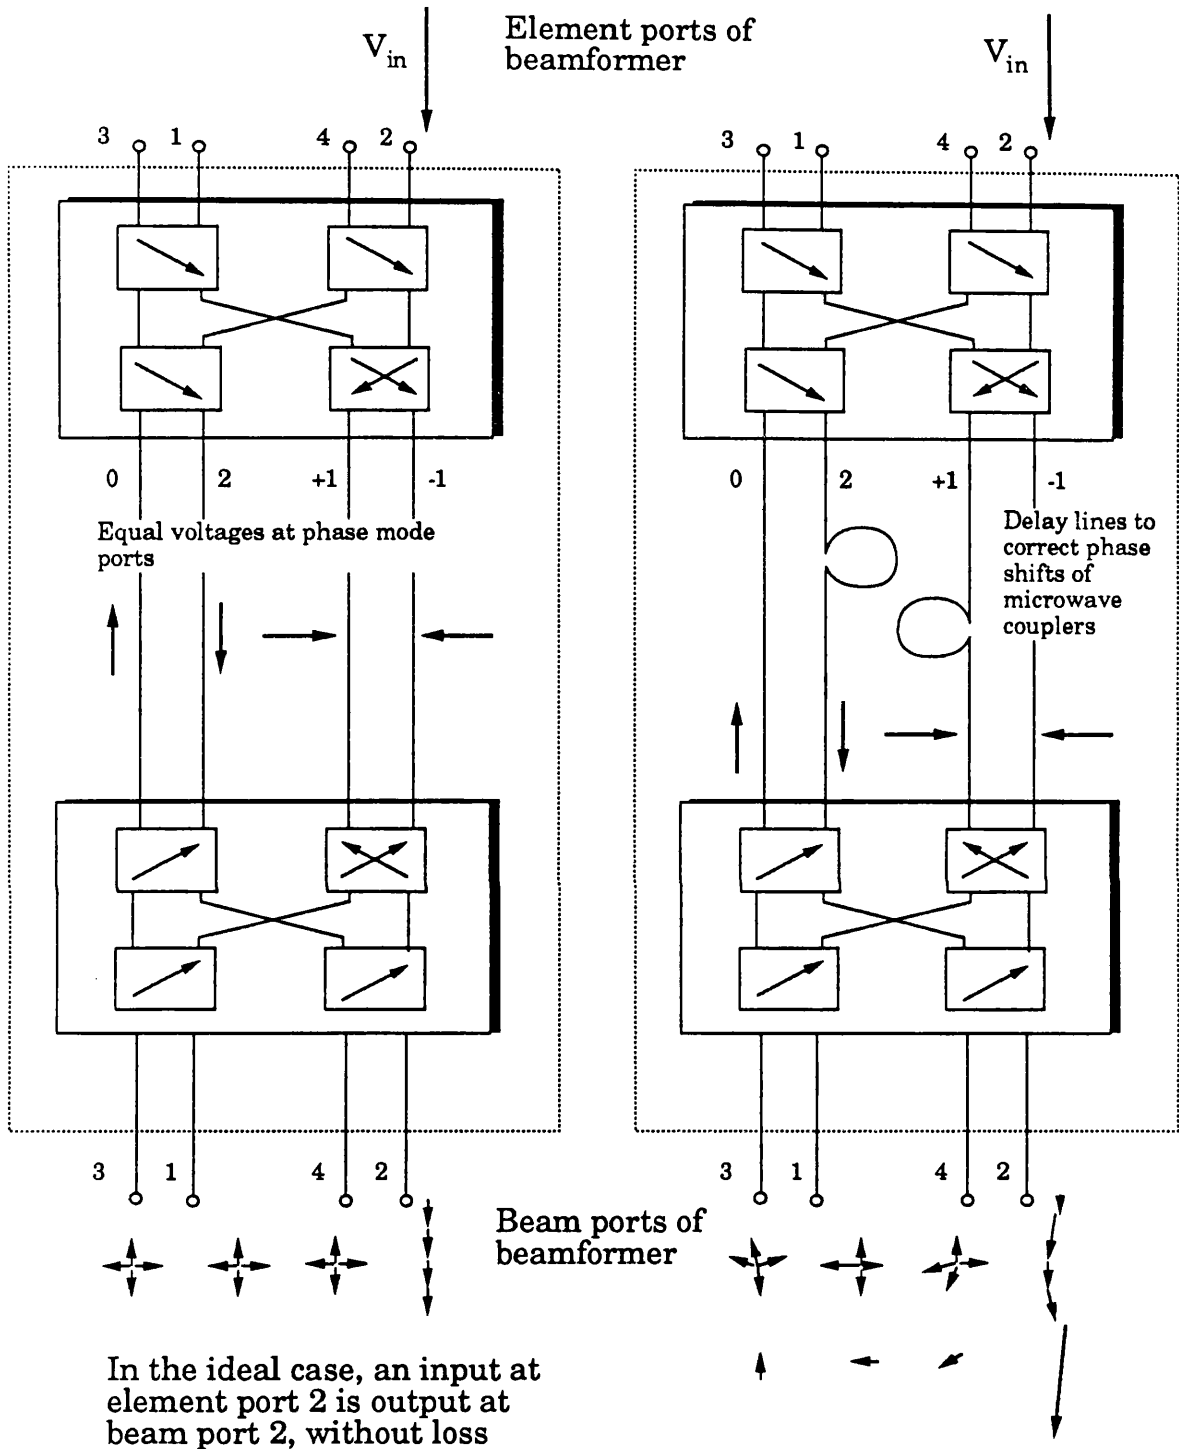 Element ports of
beamformer
V_in
V_in
3 1 4 2
3 1 4 2
0 2 +1 -1
0 2 +1 -1
Equal voltages at phase mode
ports
Delay lines to
correct phase
shifts of
microwave
couplers
3 1 4 2
3 1 4 2
Beam ports of
beamformer
In the ideal case, an input at
element port 2 is output at
beam port 2, without loss